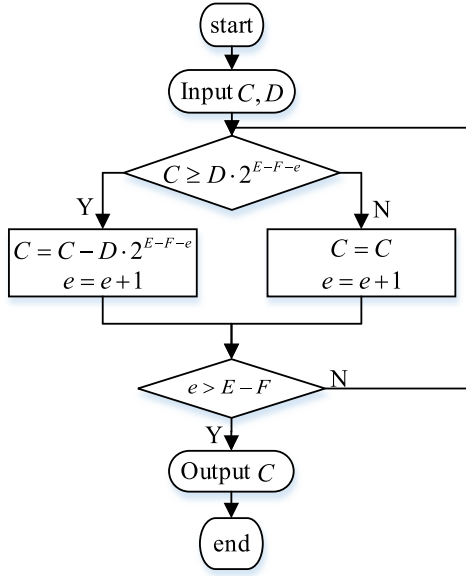 start
Input C, D
C ≥ D · 2^{E−F−e}
Y
N
C = C − D · 2^{E−F−e}
e = e+1
C = C
e = e+1
e > E − F
N
Y
Output C
end